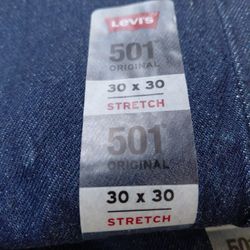 Levi's
501
ORIGINAL
30 x 30
STRETCH
501
ORIGINAL
30 x 30
STRETCH